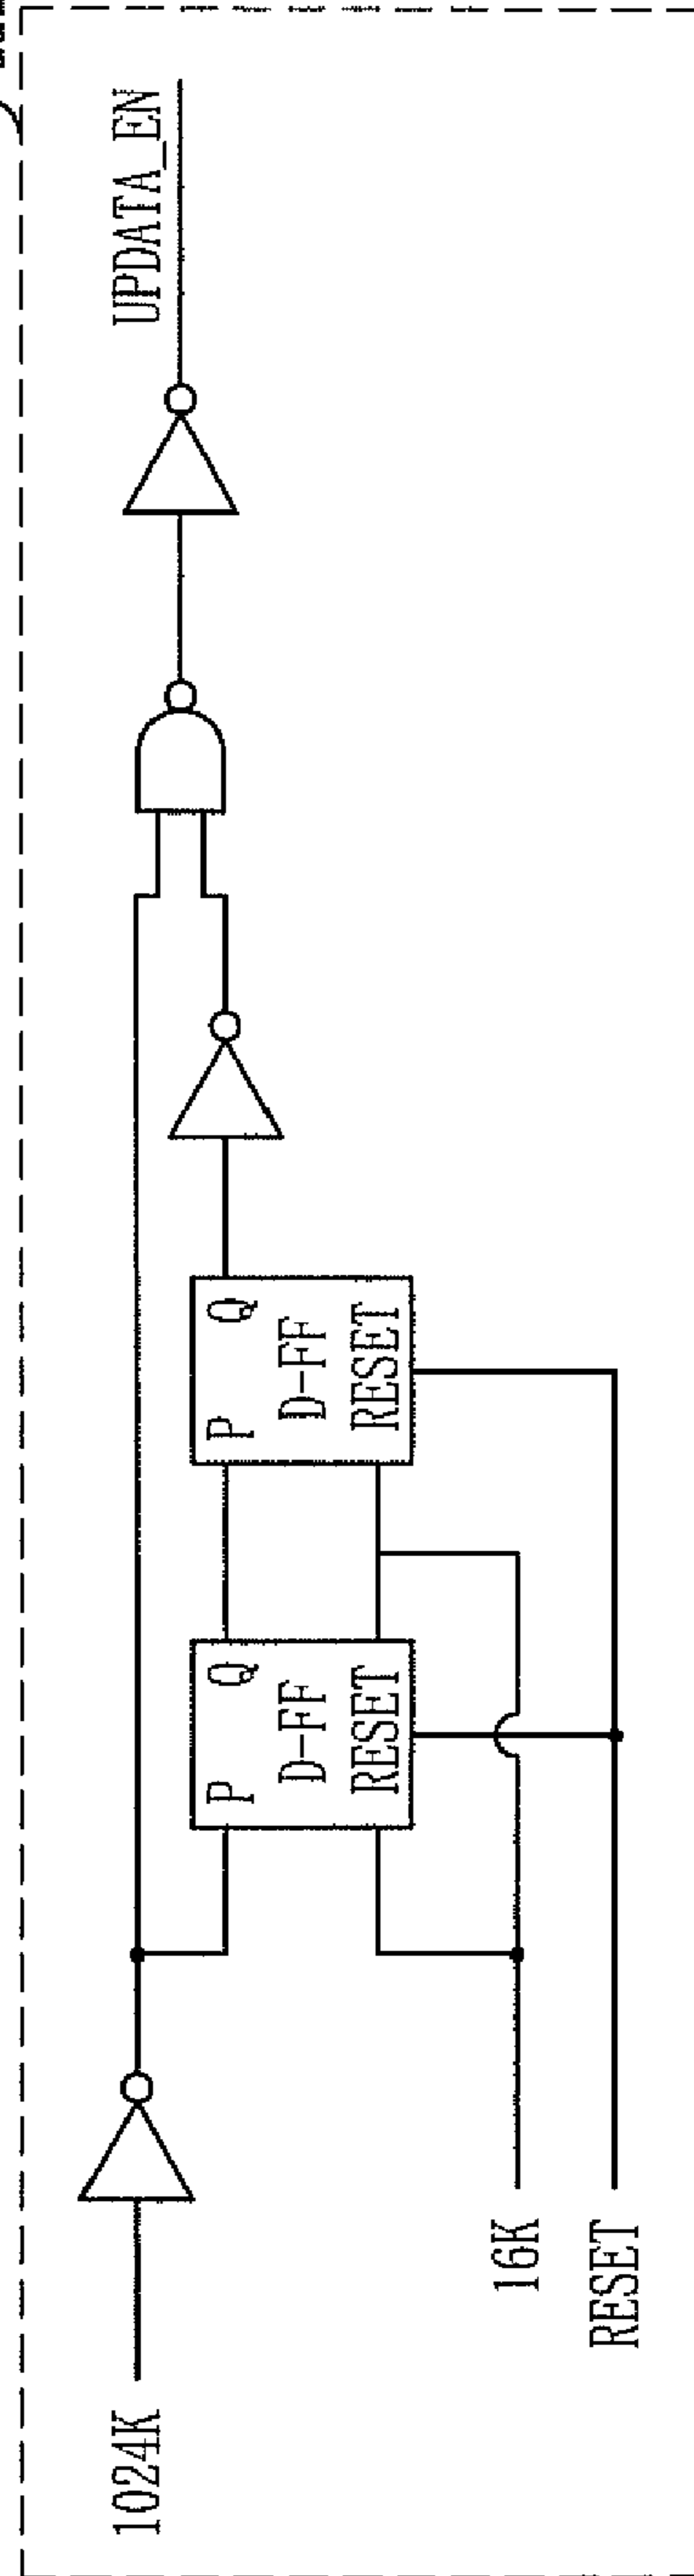 1024K
16K
RESET
P
Q
D-FF
RESET
P
Q
D-FF
RESET
UPDATA_EN